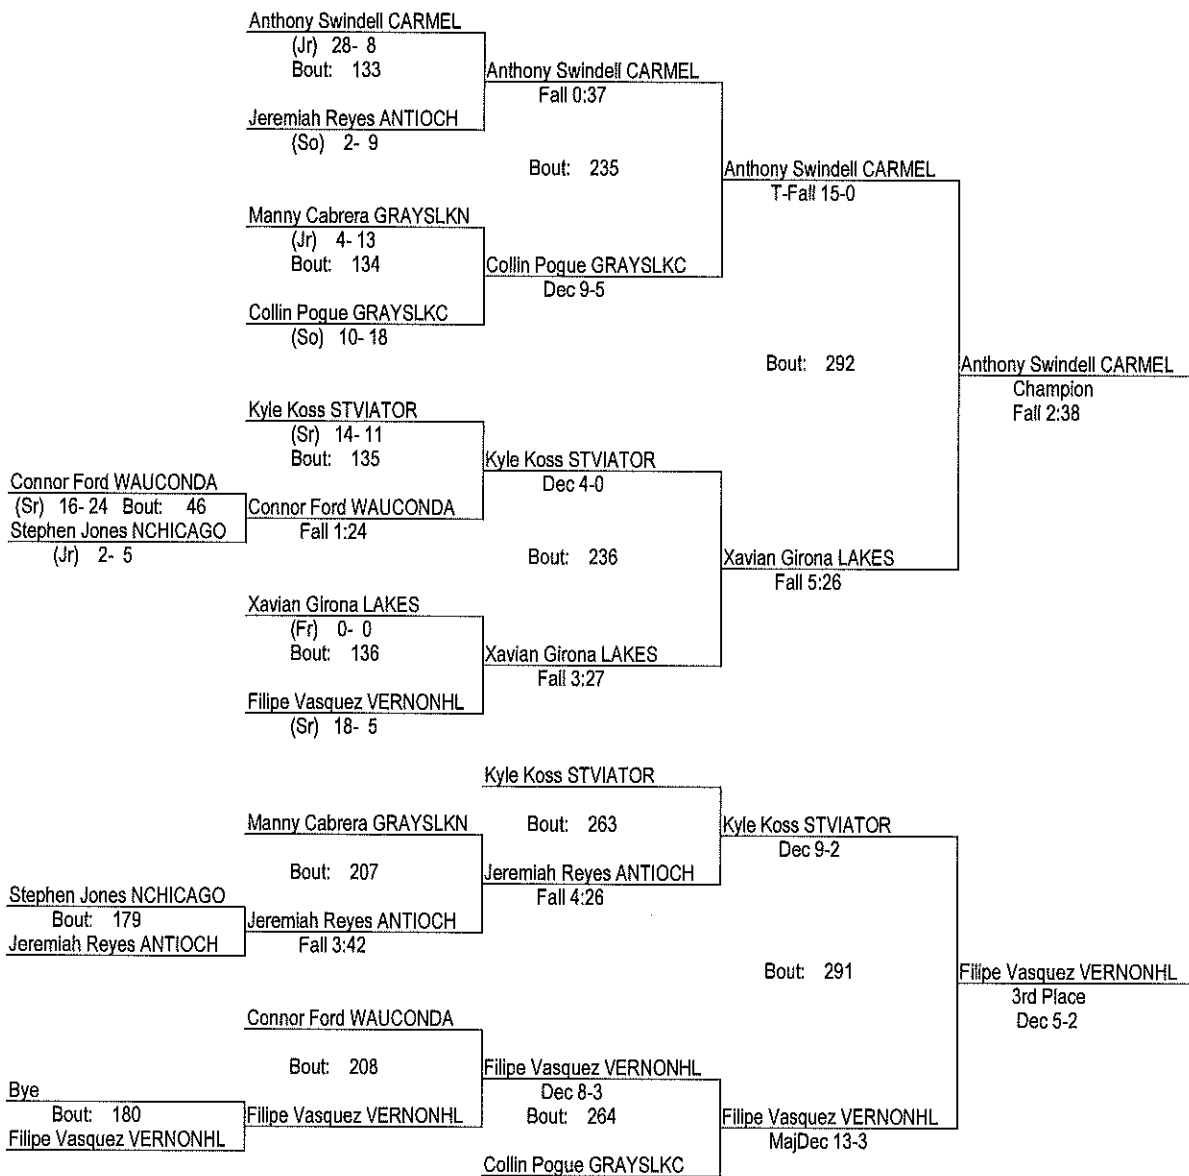 Anthony Swindell CARMEL
(Jr) 28- 8
Bout: 133
Anthony Swindell CARMEL
Fall 0:37
Jeremiah Reyes ANTIOCH
(So) 2- 9
Bout: 235
Anthony Swindell CARMEL
T-Fall 15-0
Manny Cabrera GRAYSLKN
(Jr) 4- 13
Bout: 134
Collin Pogue GRAYSLKC
Dec 9-5
Collin Pogue GRAYSLKC
(So) 10- 18
Bout: 292
Anthony Swindell CARMEL
Champion
Fall 2:38
Kyle Koss STVIATOR
(Sr) 14- 11
Bout: 135
Kyle Koss STVIATOR
Dec 4-0
Connor Ford WAUCONDA
(Sr) 16- 24 Bout: 46
Stephen Jones NCHICAGO
(Jr) 2- 5
Connor Ford WAUCONDA
Fall 1:24
Bout: 236
Xavian Girona LAKES
Fall 5:26
Xavian Girona LAKES
(Fr) 0- 0
Bout: 136
Xavian Girona LAKES
Fall 3:27
Filipe Vasquez VERNONHL
(Sr) 18- 5
Kyle Koss STVIATOR
Bout: 263
Kyle Koss STVIATOR
Dec 9-2
Manny Cabrera GRAYSLKN
Bout: 207
Jeremiah Reyes ANTIOCH
Fall 4:26
Stephen Jones NCHICAGO
Bout: 179
Jeremiah Reyes ANTIOCH
Jeremiah Reyes ANTIOCH
Fall 3:42
Bout: 291
Filipe Vasquez VERNONHL
3rd Place
Dec 5-2
Connor Ford WAUCONDA
Bout: 208
Filipe Vasquez VERNONHL
Dec 8-3
Bout: 264
Bye
Bout: 180
Filipe Vasquez VERNONHL
Filipe Vasquez VERNONHL
Filipe Vasquez VERNONHL
MajDec 13-3
Collin Pogue GRAYSLKC